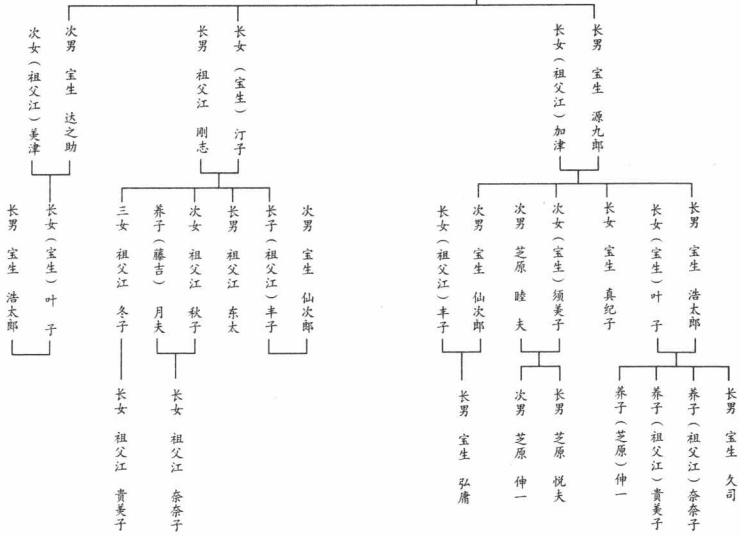 长男 宝生 源九郎
长女（祖父江）加津
长女（宝生）汀子
长男 祖父江 刚志
次男 宝生 达之助
次女（祖父江）美津
长男 宝生 浩太郎
长女（宝生）叶 子
长女 宝生 真纪子
次女（宝生）须美子
次男 芝原 睦 夫
次男 宝生 仙次郎
长女（祖父江）丰子
次男 宝生 仙次郎
长子（祖父江）丰子
长男 祖父江 东太
次女 祖父江 秋子
养子（藤吉）月夫
三女 祖父江 冬子
长女（宝生）叶 子
长男 宝生 浩太郎
长男 宝生 久司
养子（祖父江）奈奈子
养子（祖父江）贵美子
养子（芝原）伸一
长男 芝原 悦夫
次男 芝原 伸一
长男 宝生 弘庸
长女 祖父江 奈奈子
长女 祖父江 贵美子